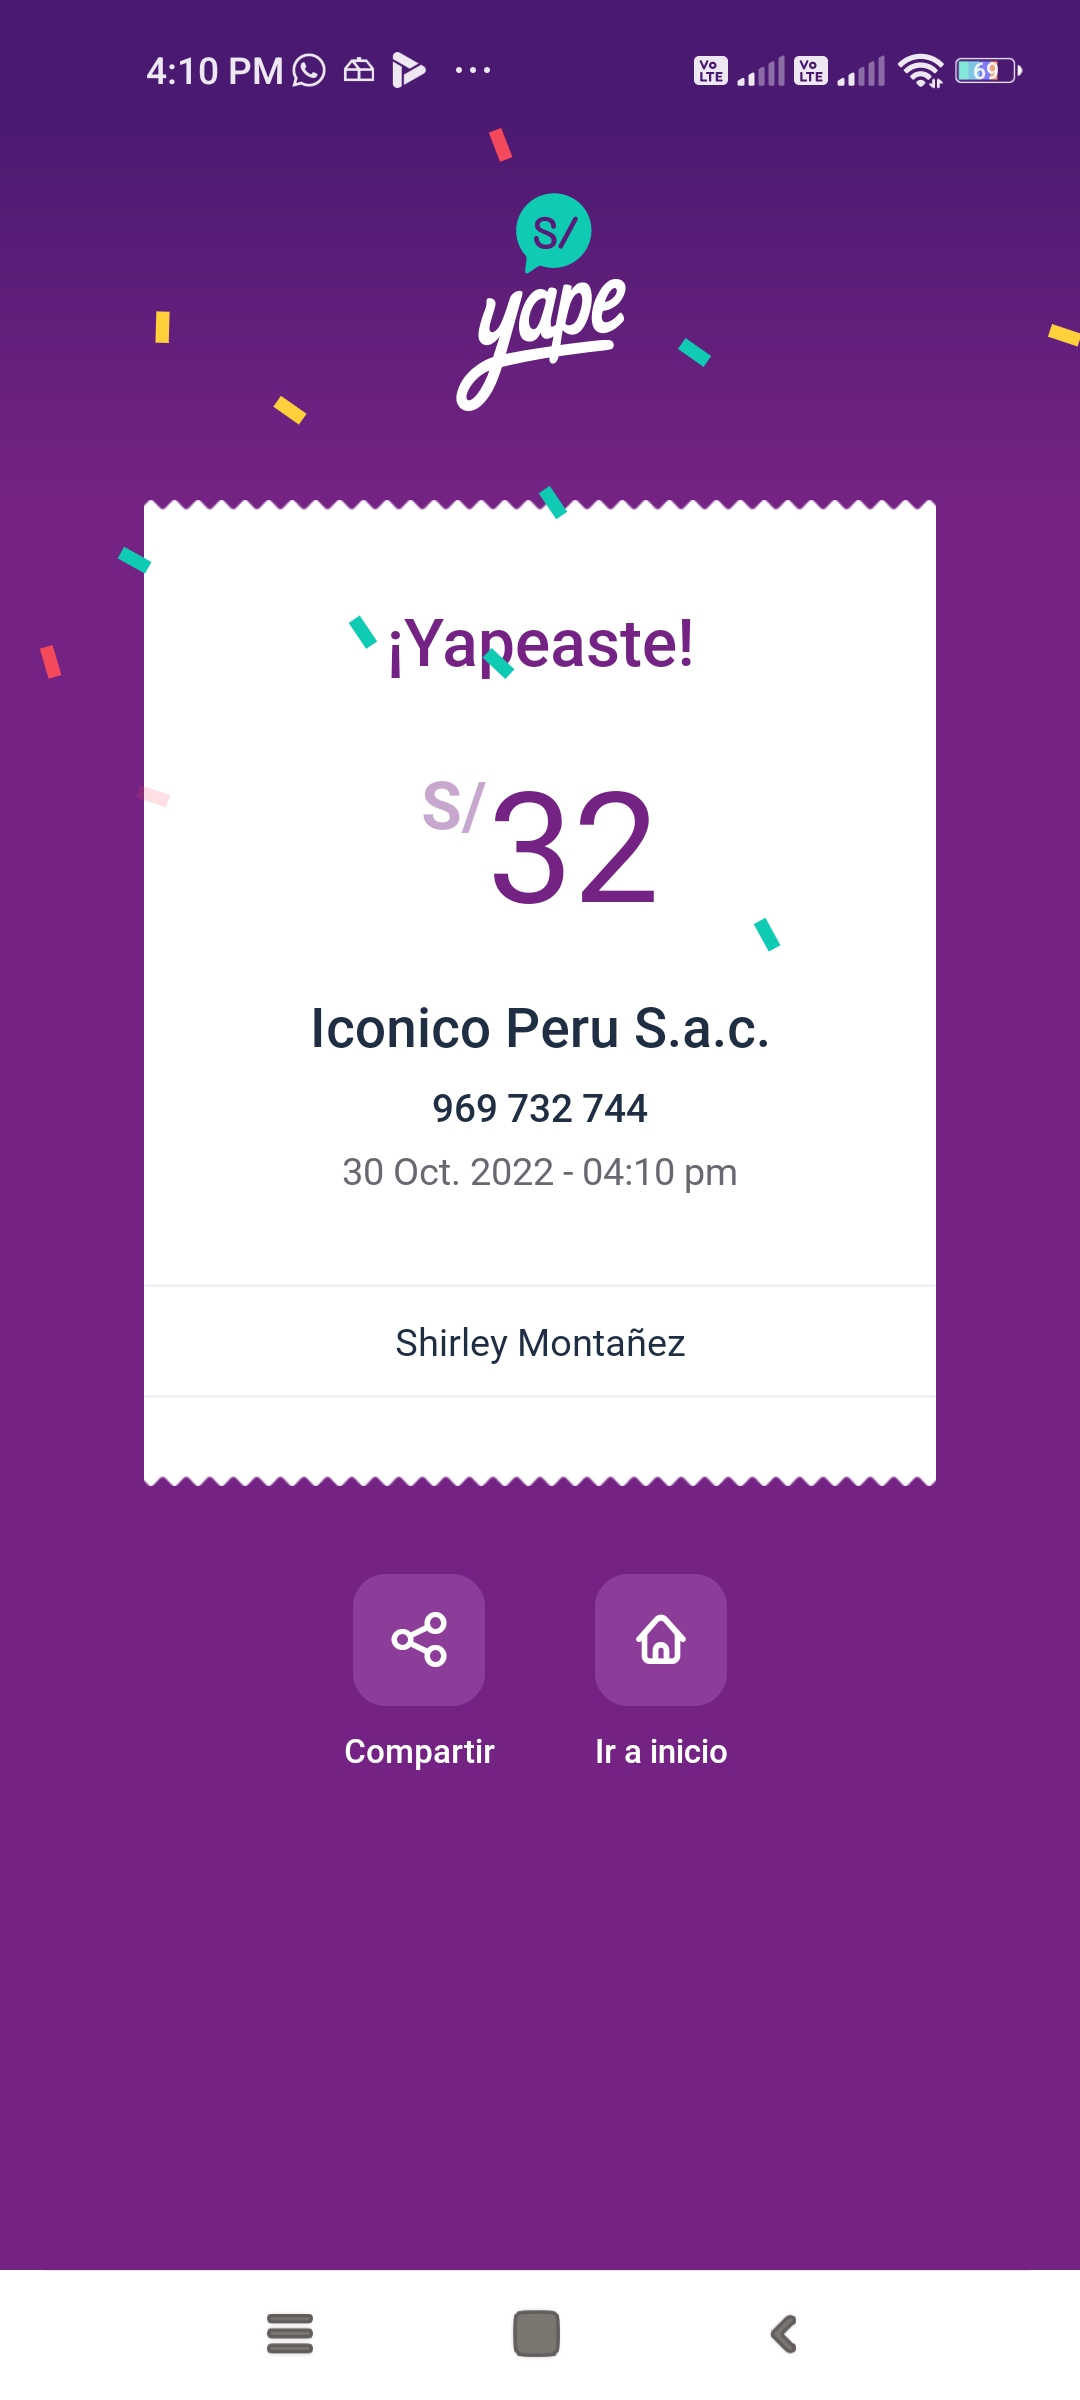 4:10 PM
Vo LTE
Vo LTE
69
S/
yape
¡Yapeaste!
S/32
Iconico Peru S.a.c.
969 732 744
30 Oct. 2022 - 04:10 pm
Shirley Montañez
Compartir
Ir a inicio